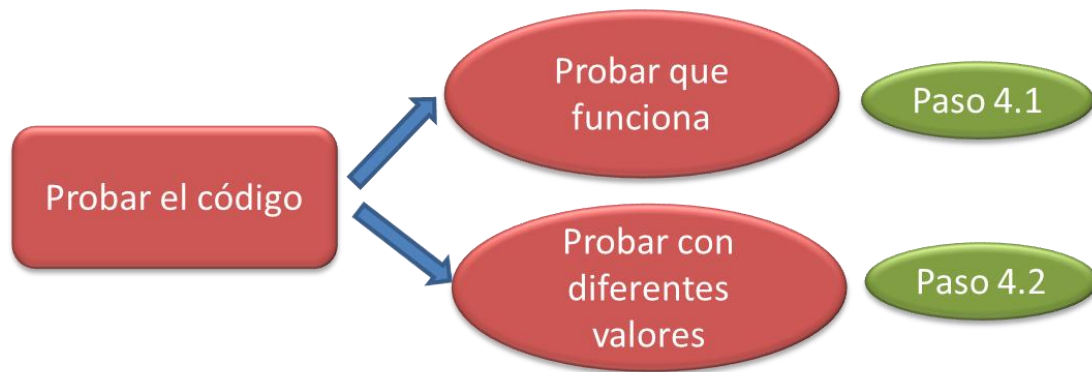 Probar el código
Probar que
funciona
Paso 4.1
Probar con
diferentes
valores
Paso 4.2